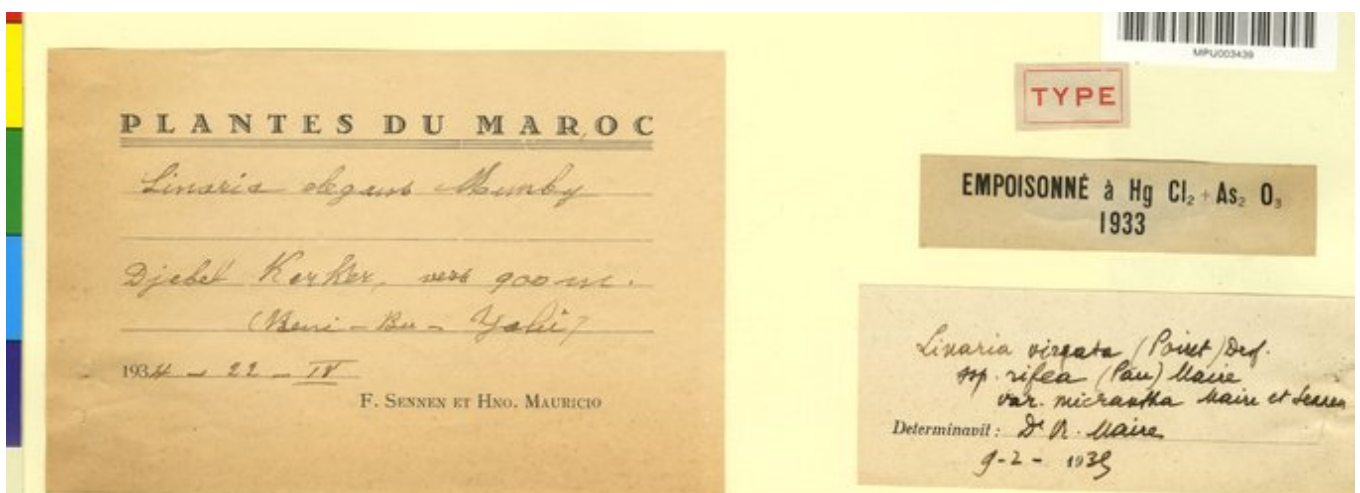 PLANTES DU MAROC
Linaria elegans Munby
Djebel Kerker, vers 900 m.
(Beni-Bu-Yahi)
1934 - 22 - IV
F. SENNEN ET HNO. MAURICIO
MPU003439
TYPE
EMPOISONNÉ à Hg Cl₂ + As₂ O₃
1933
Linaria virgata (Poiret) Desf.
ssp. rifea (Pau) Maire
var. micrantha Maire et Sennen
Determinavit: Dr R. Maire
9-2- 1935